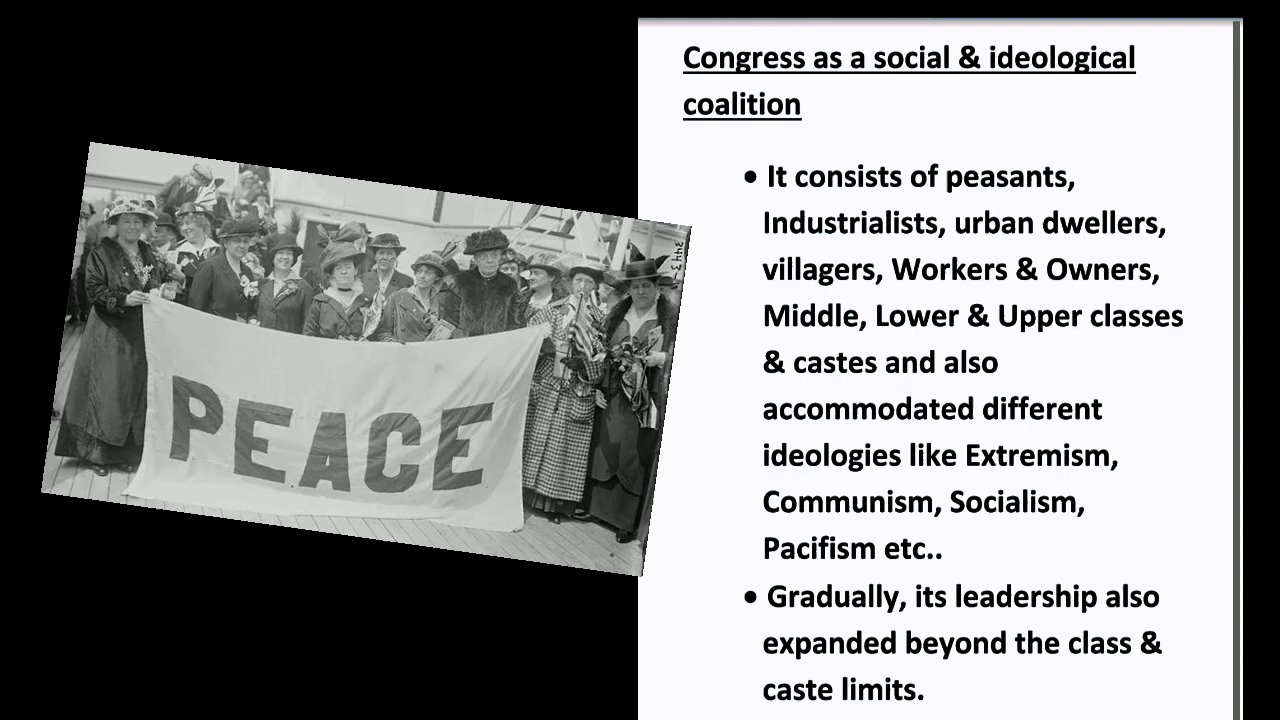 Congress as a social & ideological
coalition
• It consists of peasants,
Industrialists, urban dwellers,
villagers, Workers & Owners,
Middle, Lower & Upper classes
& castes and also
accommodated different
ideologies like Extremism,
Communism, Socialism,
Pacifism etc..
• Gradually, its leadership also
expanded beyond the class &
caste limits.
PEACE
3443